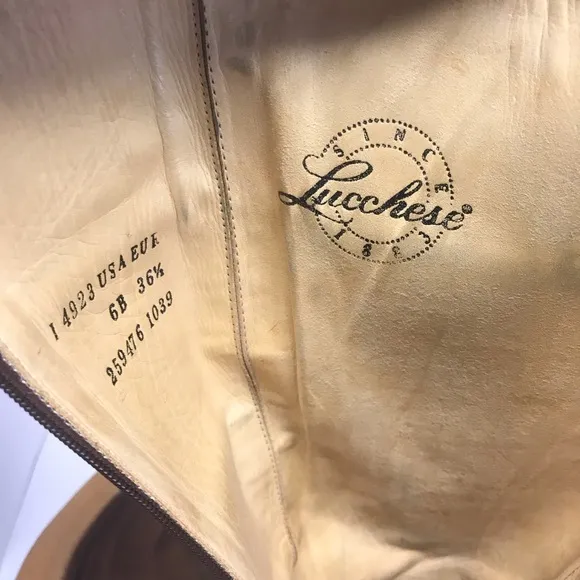 I 4923 USA EUR
6B 36½
259476 1039
SINCE
Lucchese®
1883